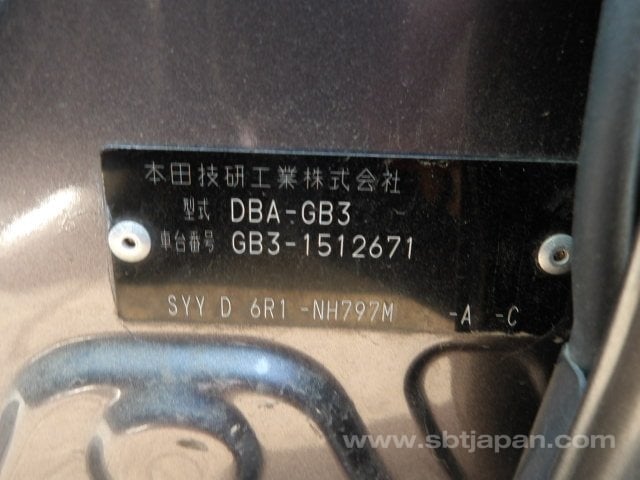 本田技研工業株式会社
型式 DBA-GB3
車台番号 GB3-1512671
SYY D 6R1 -NH797M -A -C
www.sbtjapan.com